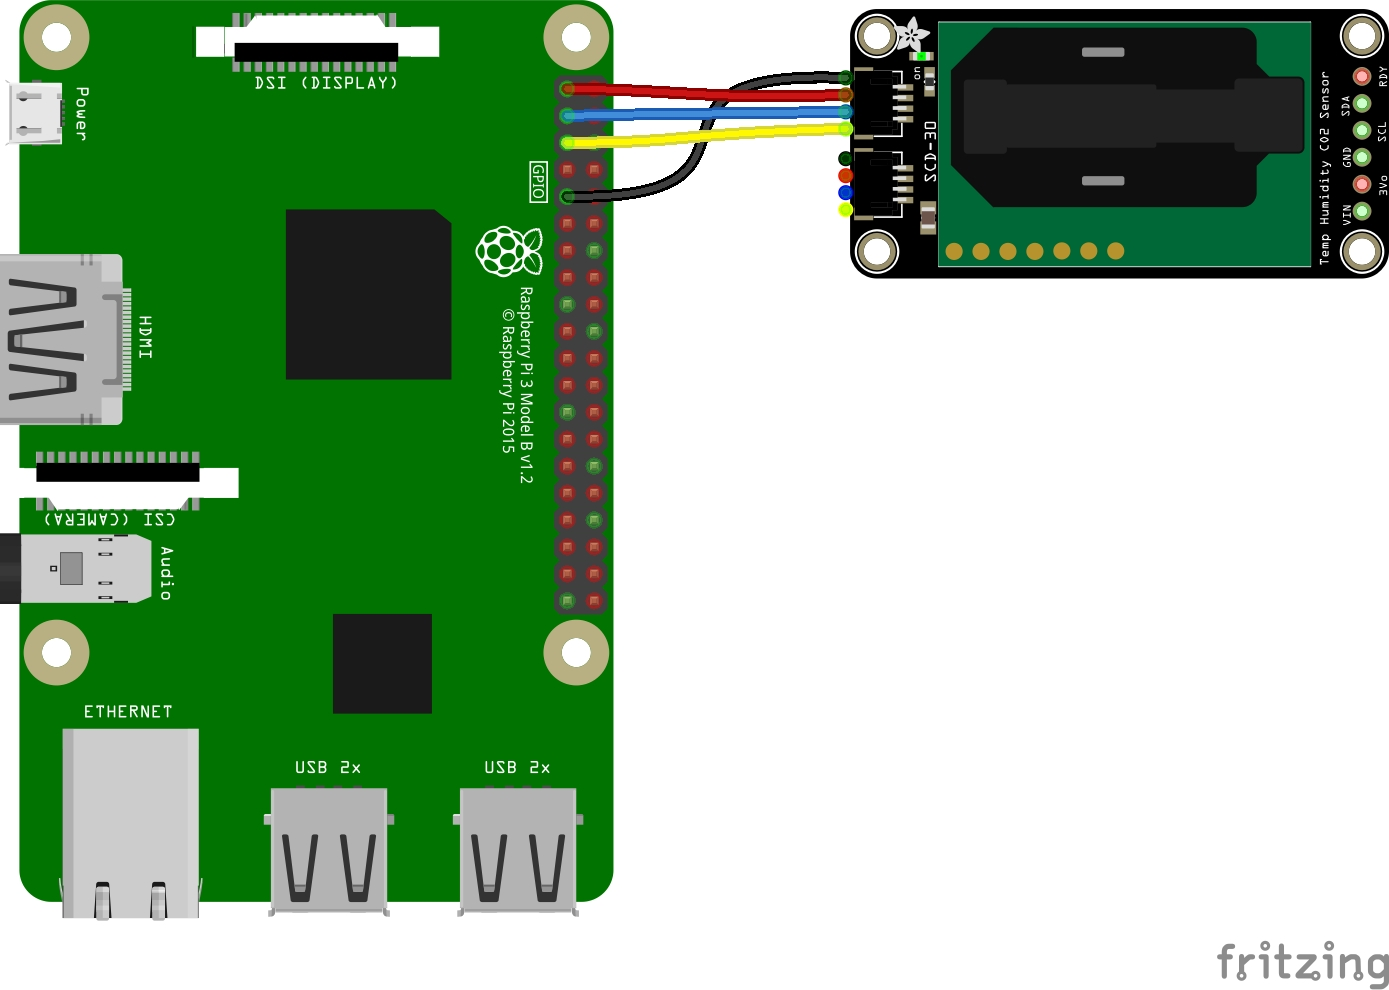 DSI (DISPLAY)
Power
GPIO
HDMI
Raspberry Pi 3 Model B v1.2
© Raspberry Pi 2015
CSI (CAMERA)
Audio
ETHERNET
USB 2x
USB 2x
on
SCD-30
Temp Humidity CO2 Sensor
RDY
SDA
SCL
GND
3Vo
VIN
fritzing